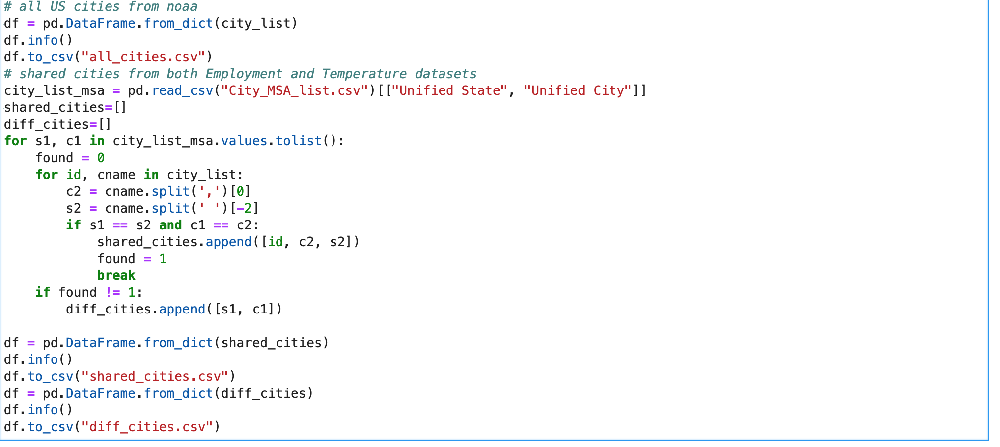 # all US cities from noaa
df = pd.DataFrame.from_dict(city_list)
df.info()
df.to_csv("all_cities.csv")
# shared cities from both Employment and Temperature datasets
city_list_msa = pd.read_csv("City_MSA_list.csv")[["Unified State", "Unified City"]]
shared_cities=[]
diff_cities=[]
for s1, c1 in city_list_msa.values.tolist():
    found = 0
    for id, cname in city_list:
        c2 = cname.split(',')[0]
        s2 = cname.split(' ')[-2]
        if s1 == s2 and c1 == c2:
            shared_cities.append([id, c2, s2])
            found = 1
            break
    if found != 1:
        diff_cities.append([s1, c1])

df = pd.DataFrame.from_dict(shared_cities)
df.info()
df.to_csv("shared_cities.csv")
df = pd.DataFrame.from_dict(diff_cities)
df.info()
df.to_csv("diff_cities.csv")